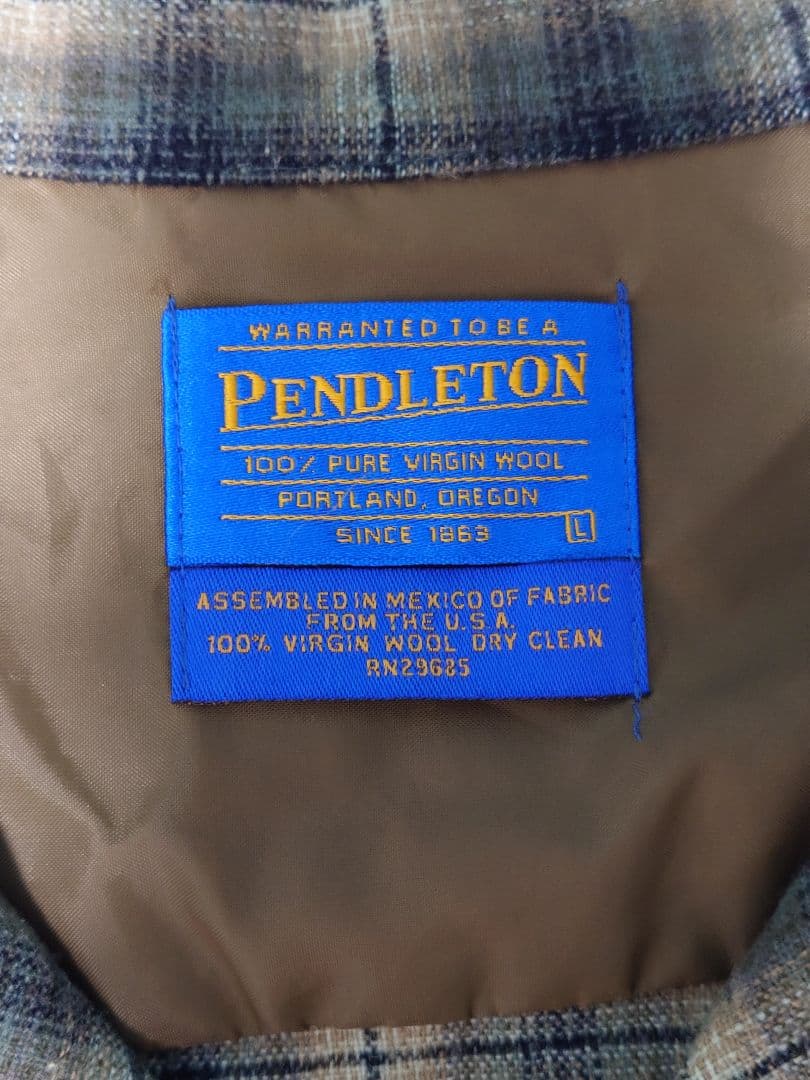 WARRANTED TO BE A
PENDLETON
100% PURE VIRGIN WOOL
PORTLAND, OREGON
SINCE 1863
L
ASSEMBLED IN MEXICO OF FABRIC
FROM THE U.S.A.
100% VIRGIN WOOL DRY CLEAN
RN29685